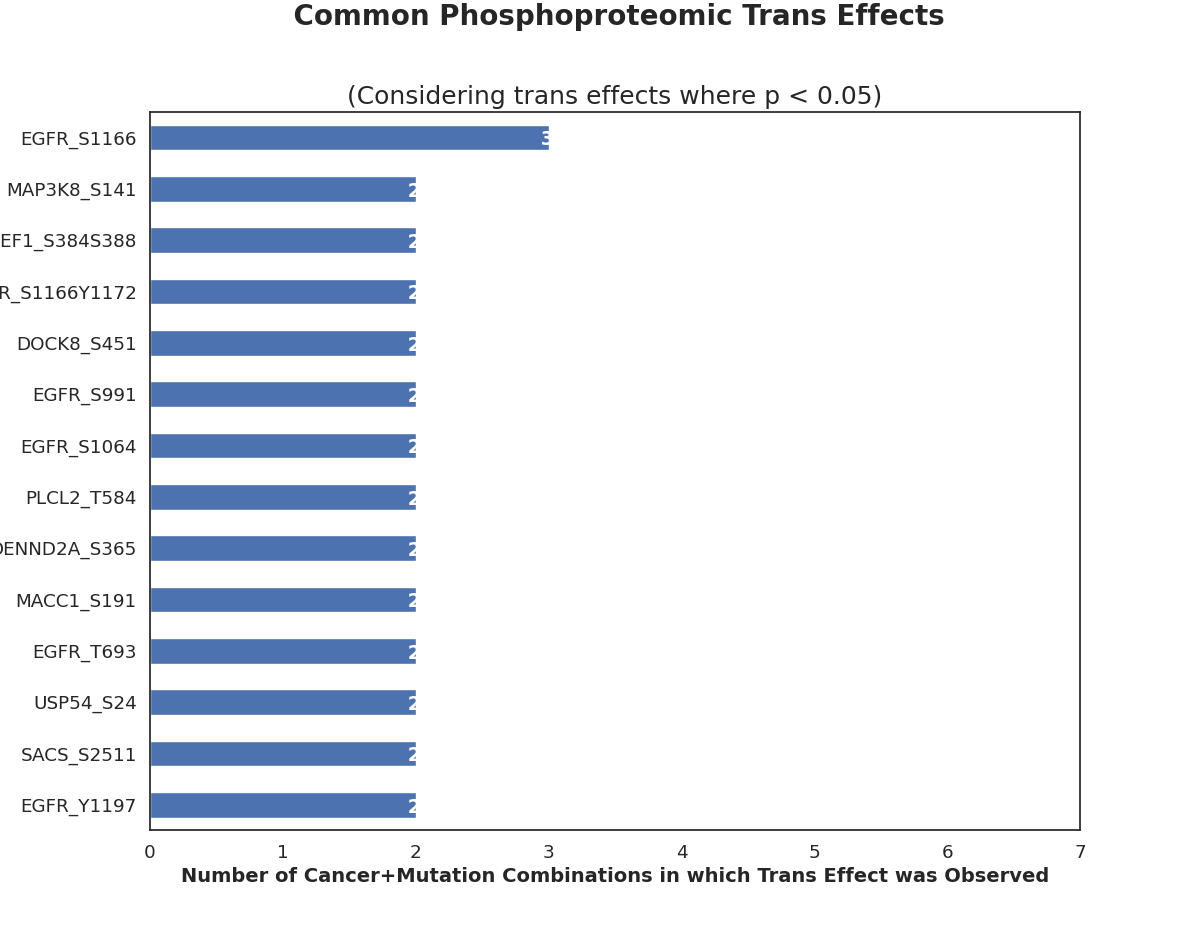 Common Phosphoproteomic Trans Effects
(Considering trans effects where p < 0.05)
EGFR_S1166 3
MAP3K8_S141 2
EF1_S384S388 2
R_S1166Y1172 2
DOCK8_S451 2
EGFR_S991 2
EGFR_S1064 2
PLCL2_T584 2
DENND2A_S365 2
MACC1_S191 2
EGFR_T693 2
USP54_S24 2
SACS_S2511 2
EGFR_Y1197 2
0 1 2 3 4 5 6 7
Number of Cancer+Mutation Combinations in which Trans Effect was Observed